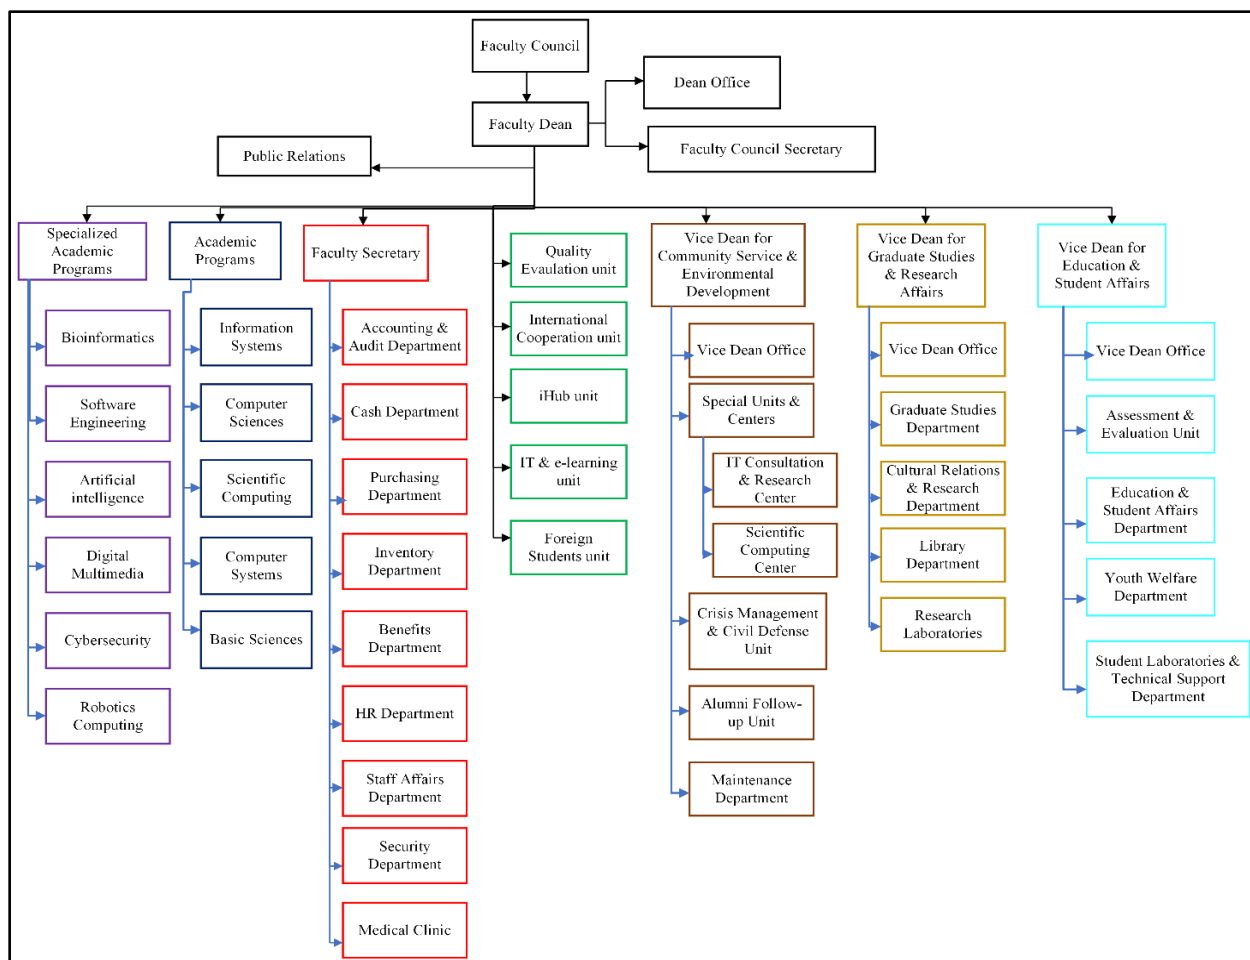 Faculty Council
Dean Office
Faculty Dean
Faculty Council Secretary
Public Relations
Specialized
Academic
Programs
Bioinformatics
Software
Engineering
Artificial
intelligence
Digital
Multimedia
Cybersecurity
Robotics
Computing
Academic
Programs
Information
Systems
Computer
Sciences
Scientific
Computing
Computer
Systems
Basic Sciences
Faculty Secretary
Accounting &
Audit Department
Cash Department
Purchasing
Department
Inventory
Department
Benefits
Department
HR Department
Staff Affairs
Department
Security
Department
Medical Clinic
Quality
Evaulation unit
International
Cooperation unit
iHub unit
IT & e-learning
unit
Foreign
Students unit
Vice Dean for
Community Service &
Environmental
Development
Vice Dean Office
Special Units &
Centers
IT Consultation
& Research
Center
Scientific
Computing
Center
Crisis Management
& Civil Defense
Unit
Alumni Follow-
up Unit
Maintenance
Department
Vice Dean for
Graduate Studies
& Research
Affairs
Vice Dean Office
Graduate Studies
Department
Cultural Relations
& Research
Department
Library
Department
Research
Laboratories
Vice Dean for
Education &
Student Affairs
Vice Dean Office
Assessment &
Evaluation Unit
Education &
Student Affairs
Department
Youth Welfare
Department
Student Laboratories &
Technical Support
Department